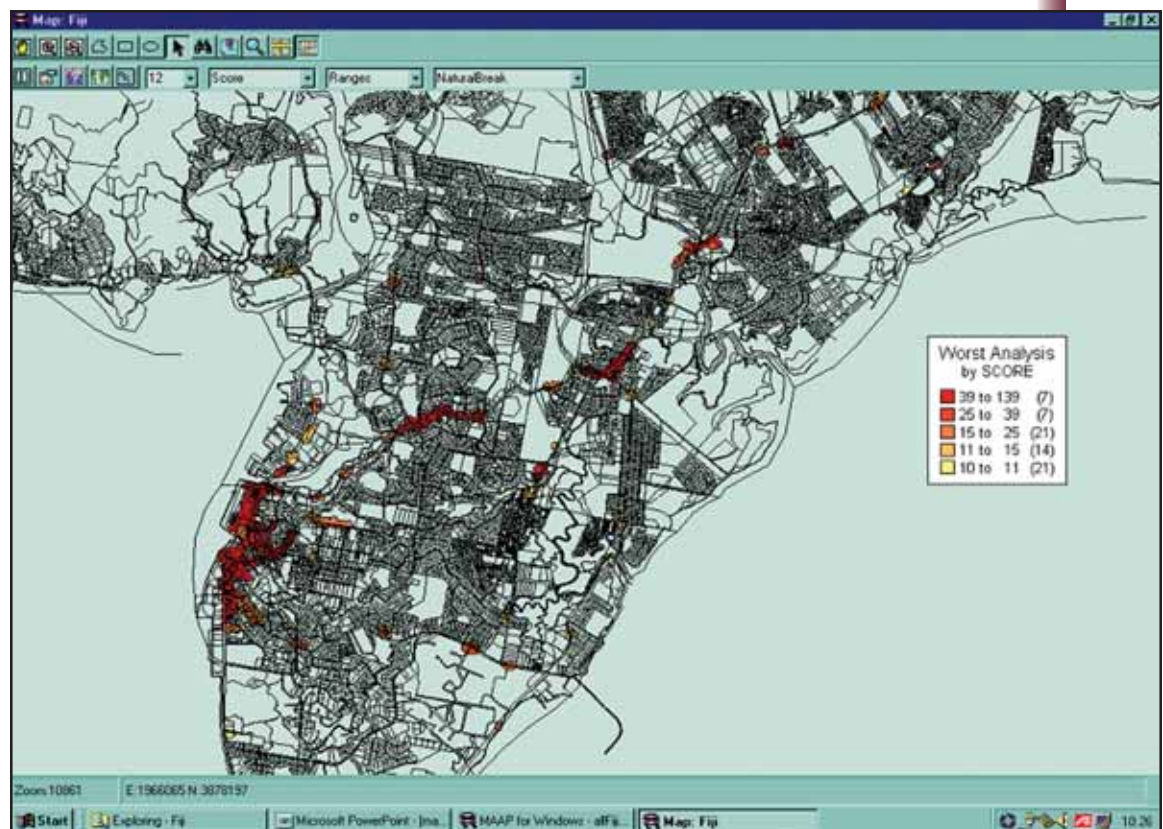 Map: Fiji
12 Score Ranges NaturalBreak
Worst Analysis
by SCORE
39 to 139 (7)
25 to 39 (7)
15 to 25 (21)
11 to 15 (14)
10 to 11 (21)
Zoom:10861 E:1966065 N:3878197
Start Exploring - Fiji Microsoft PowerPoint - [ma... MAAP for Windows - allFiji... Map: Fiji 10:26